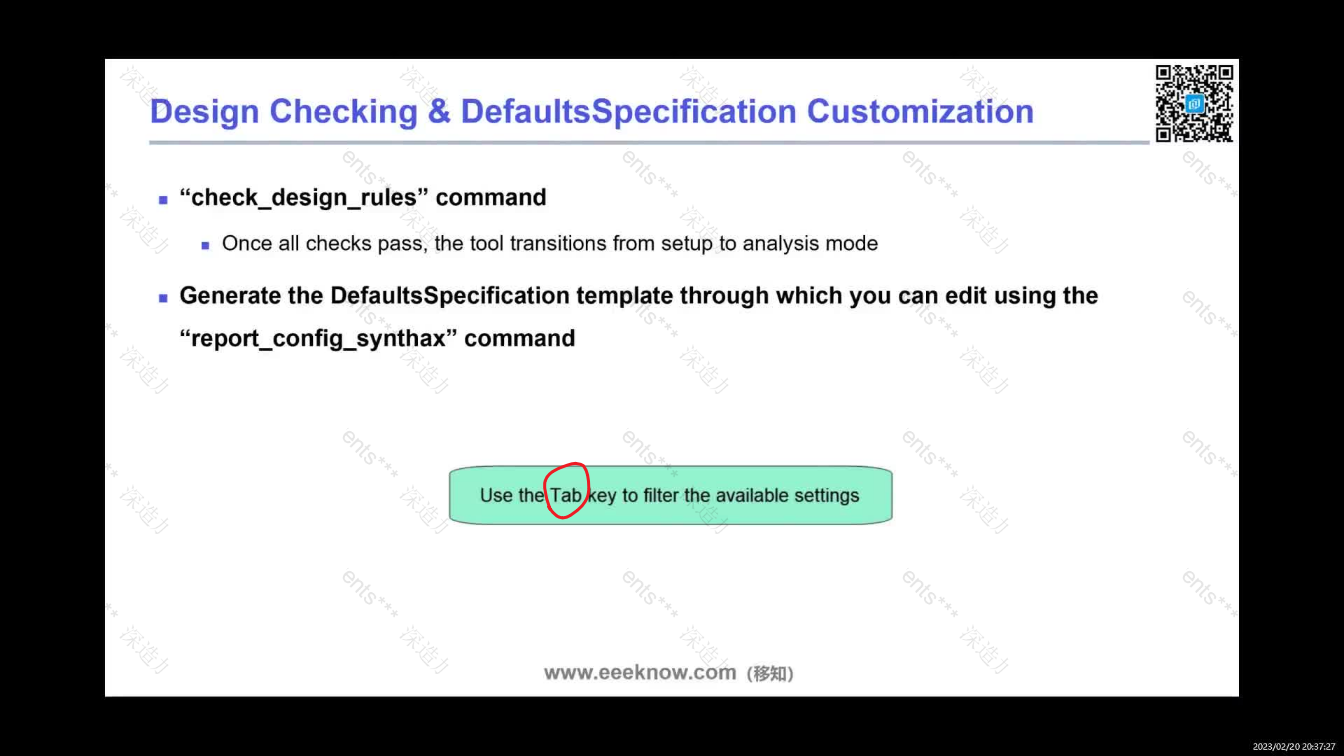 Design Checking & DefaultsSpecification Customization
“check_design_rules” command
Once all checks pass, the tool transitions from setup to analysis mode
Generate the DefaultsSpecification template through which you can edit using the
“report_config_synthax” command
Use the Tab key to filter the available settings
www.eeeknow.com（移知）
2023/02/20 20:37:27